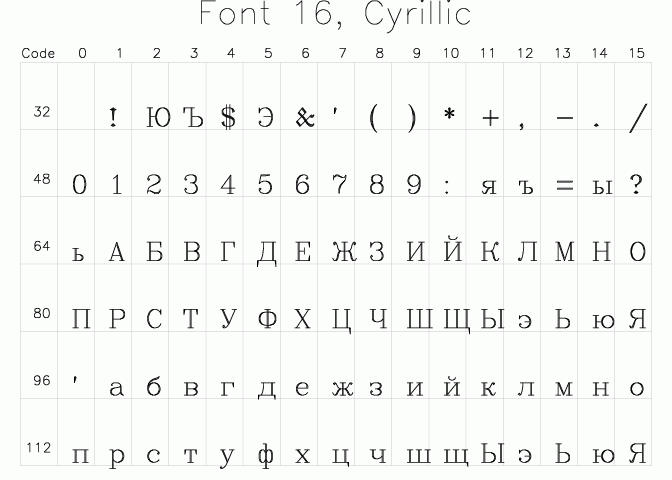 Font 16, Cyrillic
Code 0 1 2 3 4 5 6 7 8 9 10 11 12 13 14 15
32 ! Ю Ъ $ Э & ' ( ) * + , - . /
48 0 1 2 3 4 5 6 7 8 9 : я ъ = ы ?
64 ь А Б В Г Д Е Ж З И Й К Л М Н О
80 П Р С Т У Ф Х Ц Ч Ш Щ Ы э Ь ю Я
96 ' а б в г д е ж з и й к л м н о
112 п р с т у ф х ц ч ш щ Ы э Ь ю Я